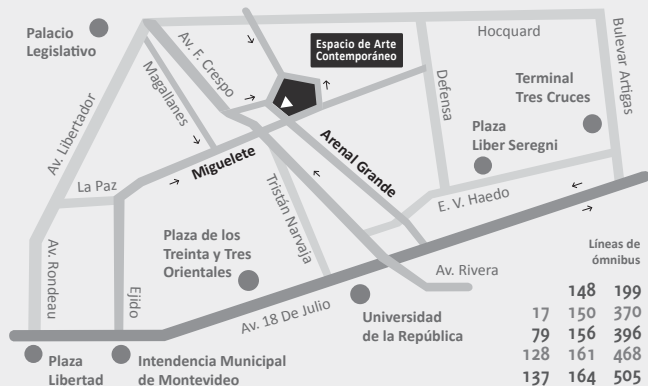 Palacio
Legislativo
Av. Libertador
Magallanes
Av. F. Crespo
Espacio de Arte
Contemporáneo
Hocquard
Bulevar Artigas
Defensa
Terminal
Tres Cruces
Plaza
Liber Seregni
Miguelete
Arenal Grande
La Paz
Tristán Narvaja
E. V. Haedo
Plaza de los
Treinta y Tres
Orientales
Av. Rondeau
Ejido
Av. 18 De Julio
Av. Rivera
Universidad
de la República
Plaza
Libertad
Intendencia Municipal
de Montevideo
Líneas de
ómnibus
148 199
17 150 370
79 156 396
128 161 468
137 164 505